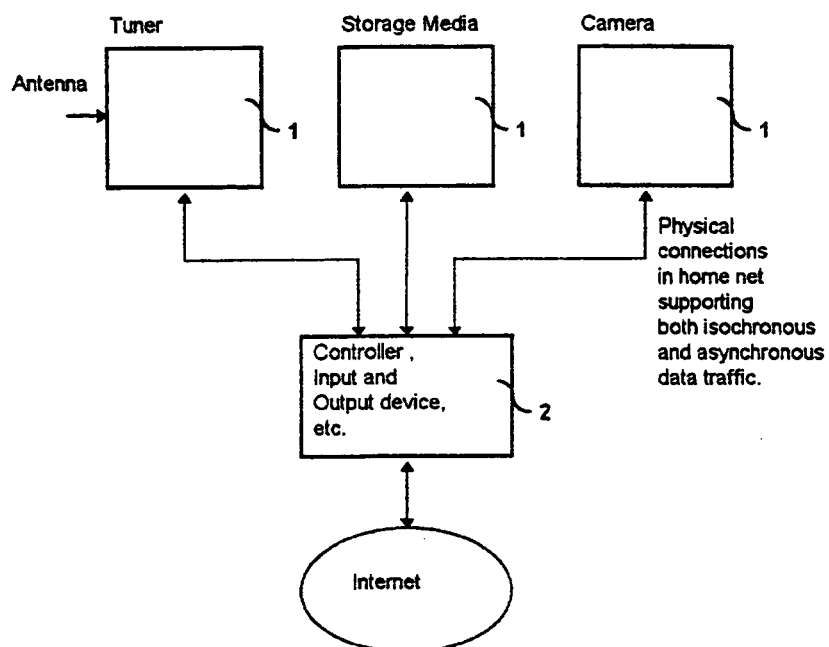 Tuner
Storage Media
Camera
Antenna
1
1
1
Physical
connections
in home net
supporting
both isochronous
and asynchronous
data traffic.
Controller ,
Input and
Output device,
etc.
2
Internet